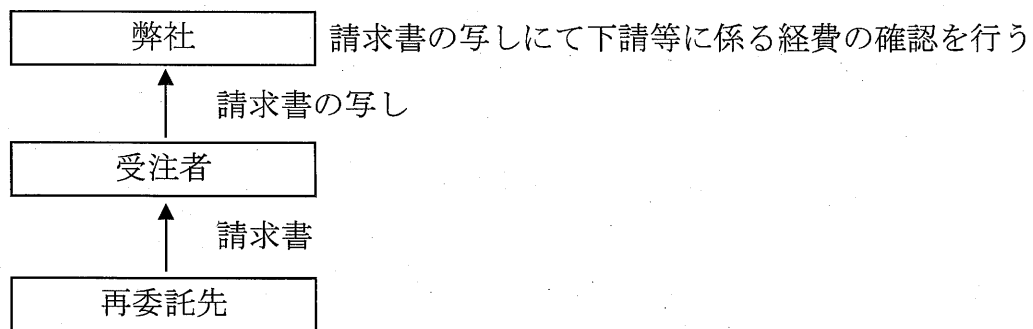 弊社
請求書の写しにて下請等に係る経費の確認を行う
請求書の写し
受注者
請求書
再委託先